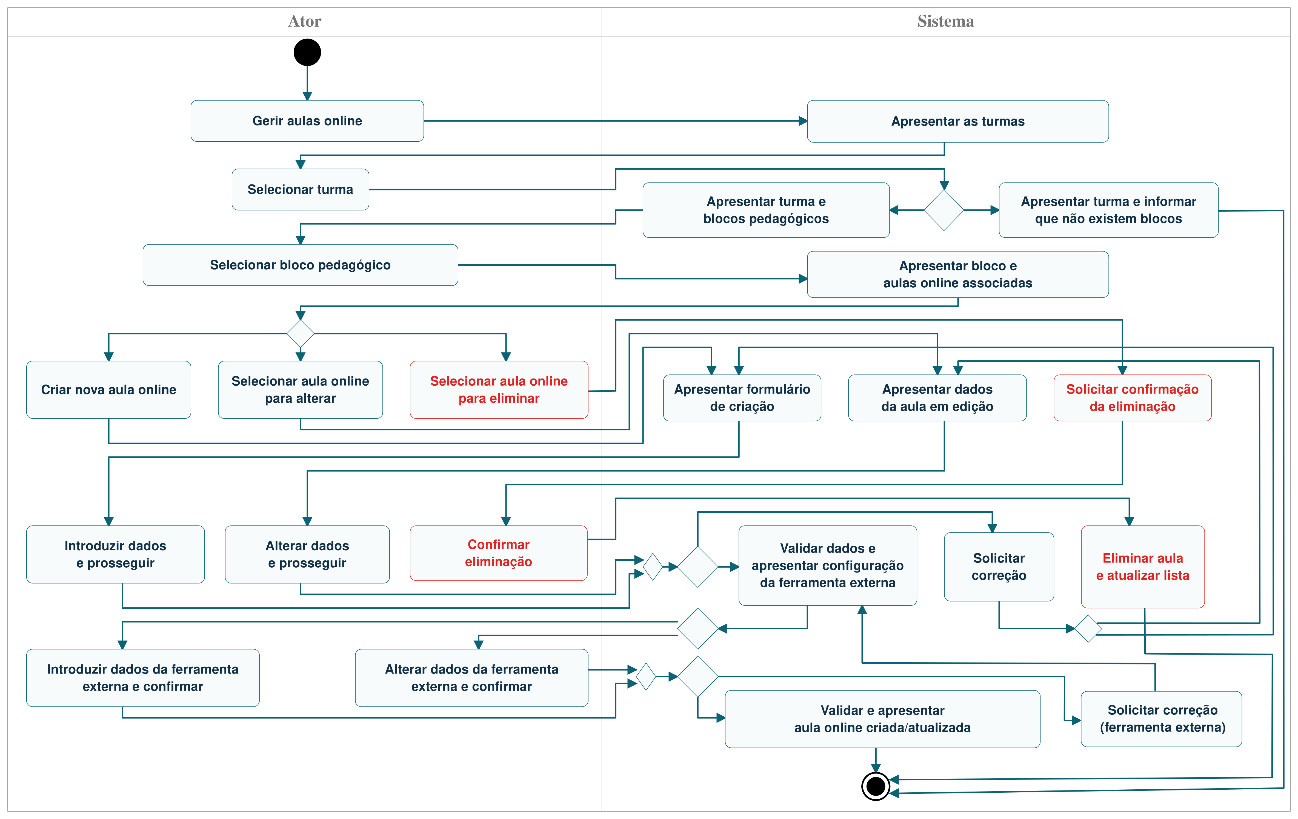 Ator
Sistema
Gerir aulas online
Apresentar as turmas
Selecionar turma
Apresentar turma e
blocos pedagógicos
Apresentar turma e informar
que não existem blocos
Selecionar bloco pedagógico
Apresentar bloco e
aulas online associadas
Criar nova aula online
Selecionar aula online
para alterar
Selecionar aula online
para eliminar
Apresentar formulário
de criação
Apresentar dados
da aula em edição
Solicitar confirmação
da eliminação
Introduzir dados
e prosseguir
Alterar dados
e prosseguir
Confirmar
eliminação
Validar dados e
apresentar configuração
da ferramenta externa
Solicitar
correção
Eliminar aula
e atualizar lista
Introduzir dados da ferramenta
externa e confirmar
Alterar dados da ferramenta
externa e confirmar
Validar e apresentar
aula online criada/atualizada
Solicitar correção
(ferramenta externa)